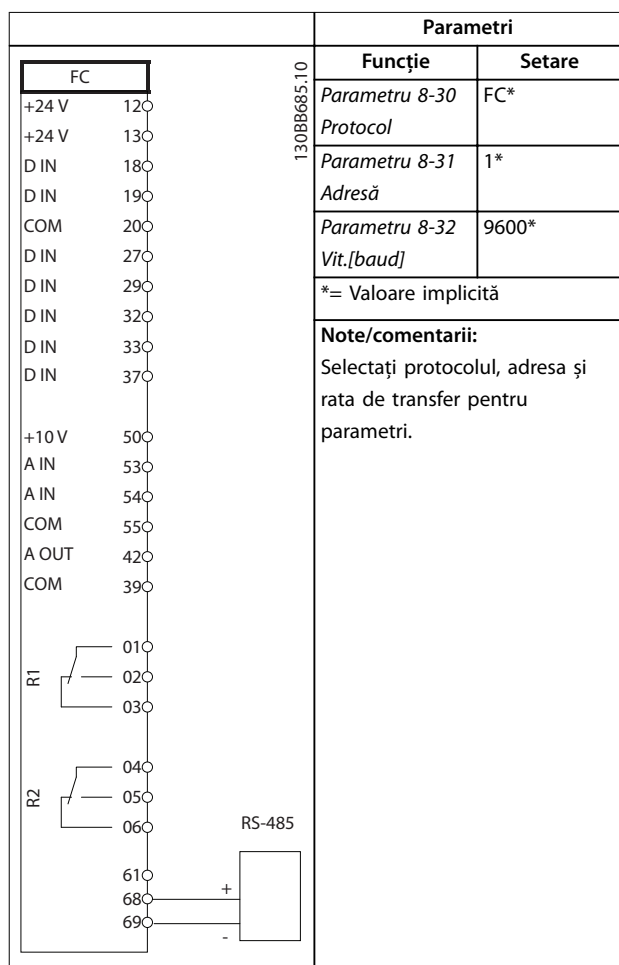 Parametri
Funcție Setare
Parametru 8-30 Protocol FC*
Parametru 8-31 Adresă 1*
Parametru 8-32 Vit.[baud] 9600*
*= Valoare implicită
Note/comentarii:
Selectați protocolul, adresa și
rata de transfer pentru
parametri.
130BB685.10
FC
+24 V 12
+24 V 13
D IN 18
D IN 19
COM 20
D IN 27
D IN 29
D IN 32
D IN 33
D IN 37
+10 V 50
A IN 53
A IN 54
COM 55
A OUT 42
COM 39
R1
01
02
03
R2
04
05
06
RS-485
61
68 +
69 -